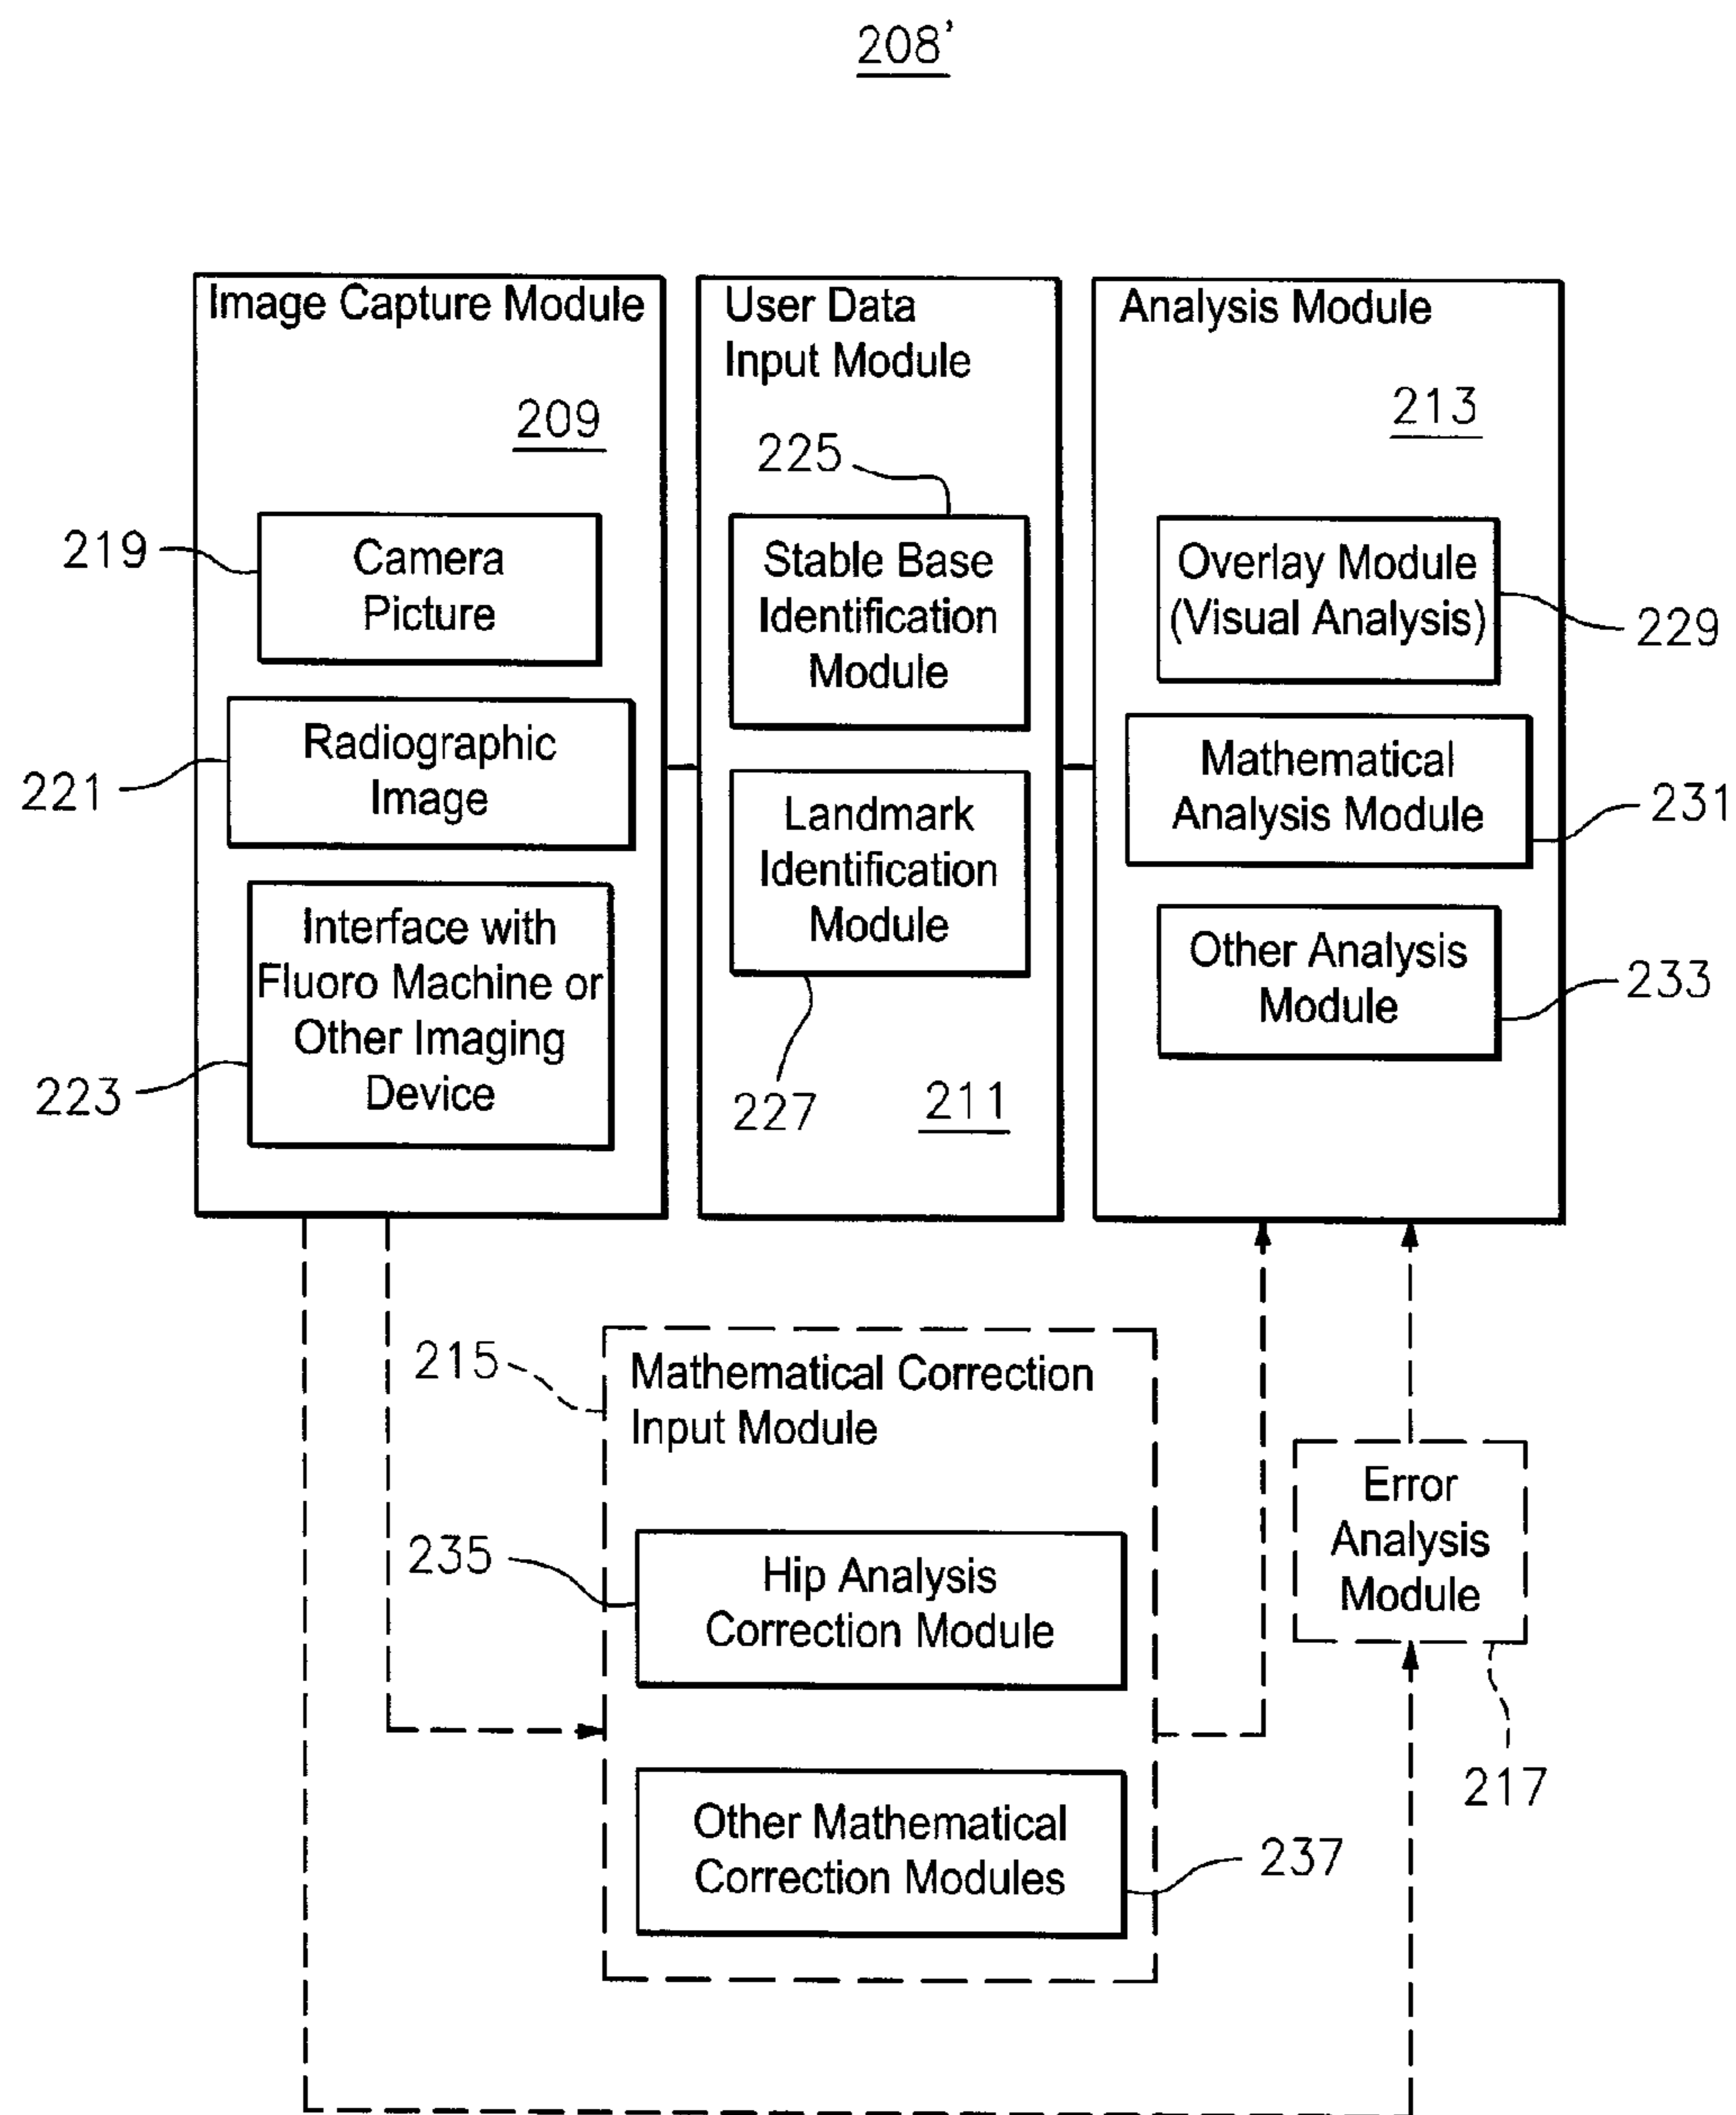 208'
Image Capture Module
209
219
Camera
Picture
221
Radiographic
Image
223
Interface with
Fluoro Machine or
Other Imaging
Device
User Data
Input Module
225
Stable Base
Identification
Module
Landmark
Identification
Module
227
211
Analysis Module
213
Overlay Module
(Visual Analysis)
229
Mathematical
Analysis Module
231
Other Analysis
Module
233
215
Mathematical Correction
Input Module
235
Hip Analysis
Correction Module
Other Mathematical
Correction Modules
237
Error
Analysis
Module
217